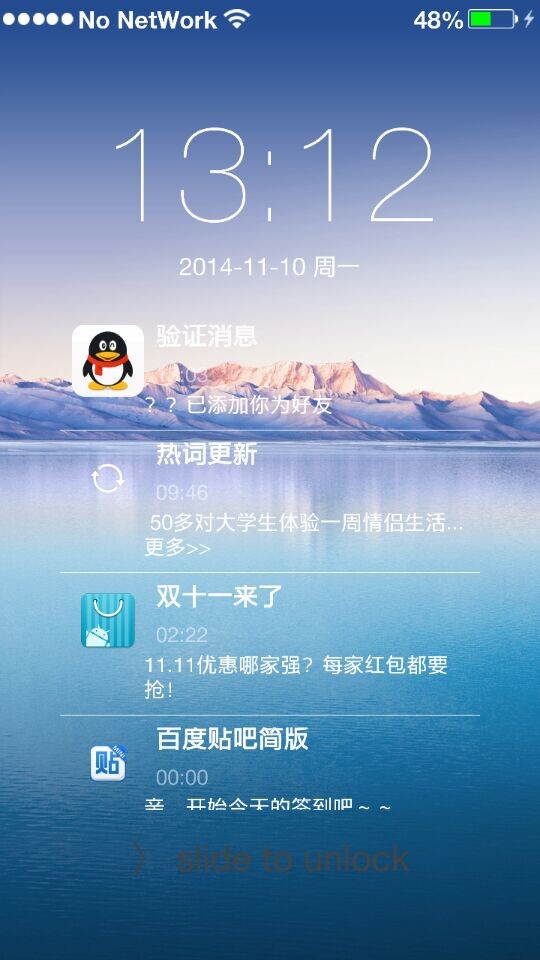 No NetWork
48%
13:12
2014-11-10 周一
验证消息
？？已添加你为好友
热词更新
09:46
50多对大学生体验一周情侣生活...
更多>>
双十一来了
02:22
11.11优惠哪家强？每家红包都要
抢！
百度贴吧简版
贴
MINI
00:00
亲，开始今天的签到吧～～
〉 slide to unlock